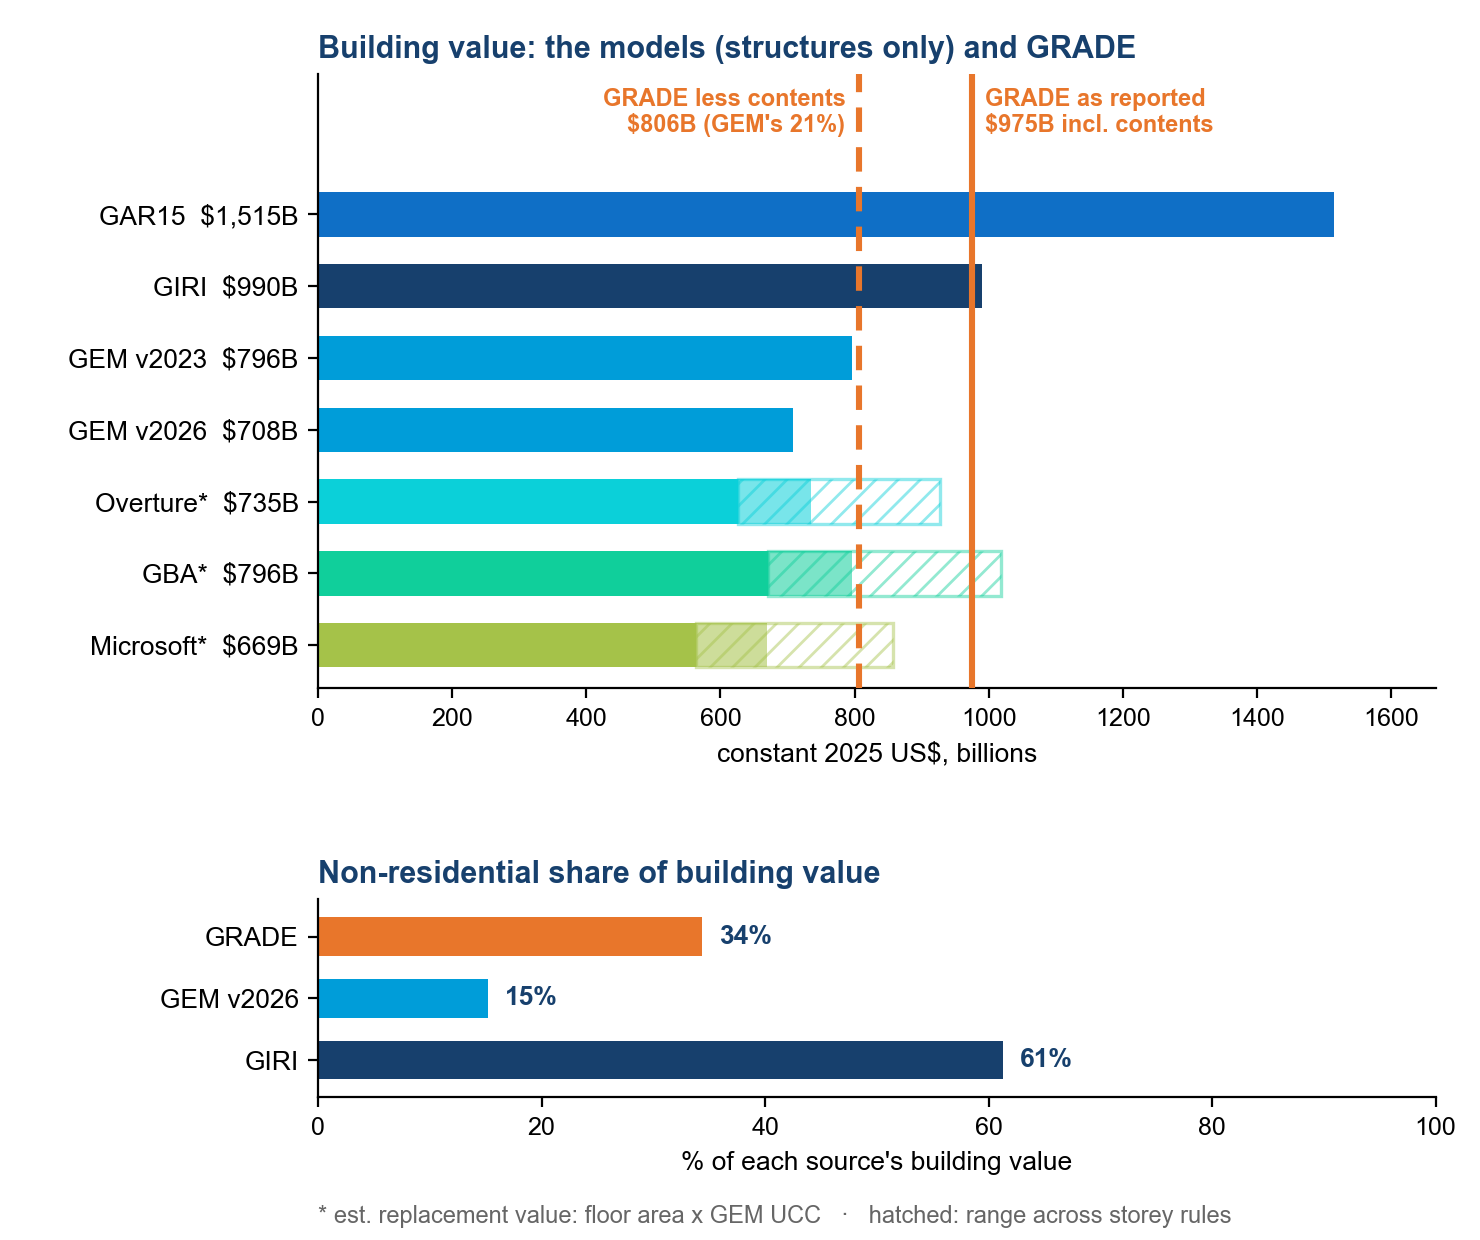 Building value: the models (structures only) and GRADE
GRADE less contents
$806B (GEM's 21%)
GRADE as reported
$975B incl. contents
GAR15  $1,515B
GIRI  $990B
GEM v2023  $796B
GEM v2026  $708B
Overture*  $735B
GBA*  $796B
Microsoft*  $669B
0 200 400 600 800 1000 1200 1400 1600
constant 2025 US$, billions
Non-residential share of building value
GRADE 34%
GEM v2026 15%
GIRI 61%
0 20 40 60 80 100
% of each source's building value
* est. replacement value: floor area x GEM UCC · hatched: range across storey rules